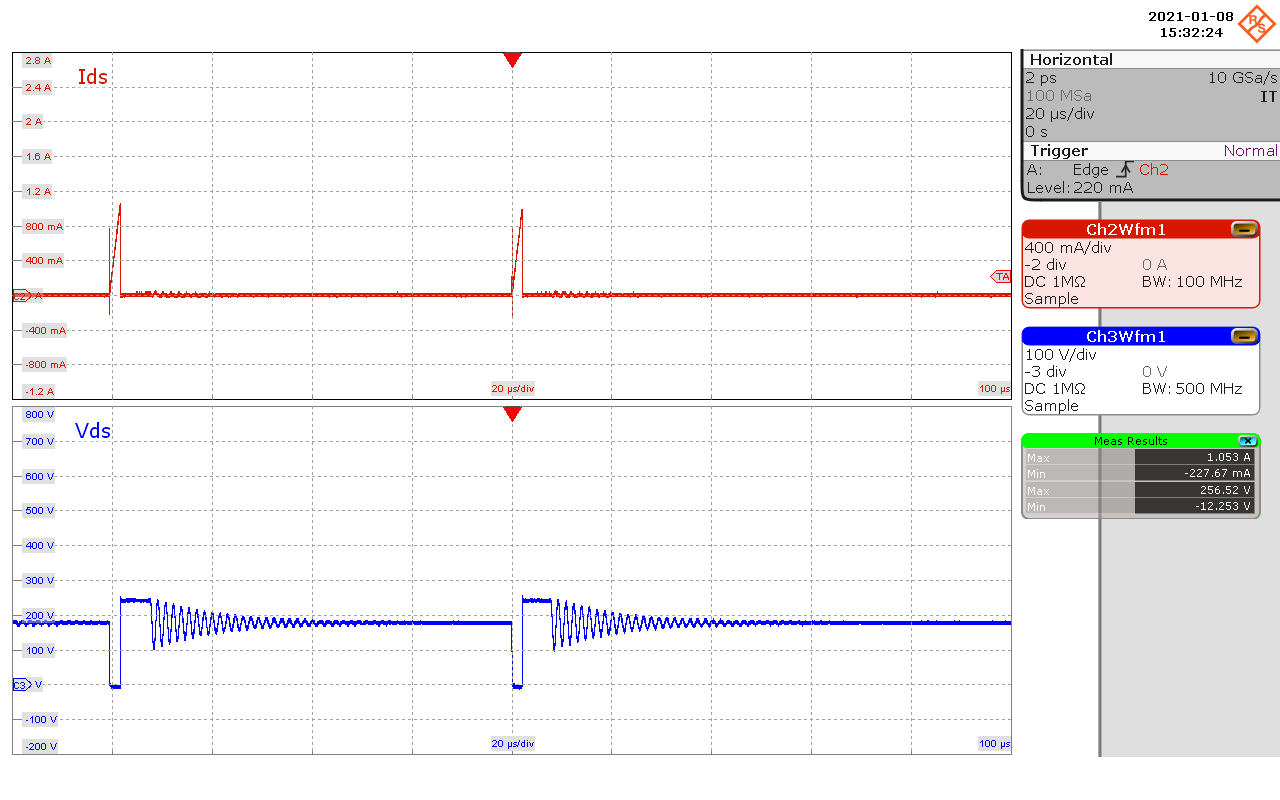 2021-01-08
15:32:24
R
S
2.8 A
Ids
2.4 A
2 A
1.6 A
1.2 A
800 mA
400 mA
C2 A
TA
-400 mA
-800 mA
-1.2 A
20 µs/div
100 µs
800 V
Vds
700 V
600 V
500 V
400 V
300 V
200 V
100 V
C3 V
-100 V
-200 V
20 µs/div
100 µs
Horizontal
2 ps 10 GSa/s
100 MSa IT
20 µs/div
0 s
Trigger Normal
A: Edge Ch2
Level: 220 mA
Ch2Wfm1
400 mA/div
-2 div 0 A
DC 1MΩ BW: 100 MHz
Sample
Ch3Wfm1
100 V/div
-3 div 0 V
DC 1MΩ BW: 500 MHz
Sample
Meas Results
Max 1.053 A
Min -227.67 mA
Max 256.52 V
Min -12.253 V